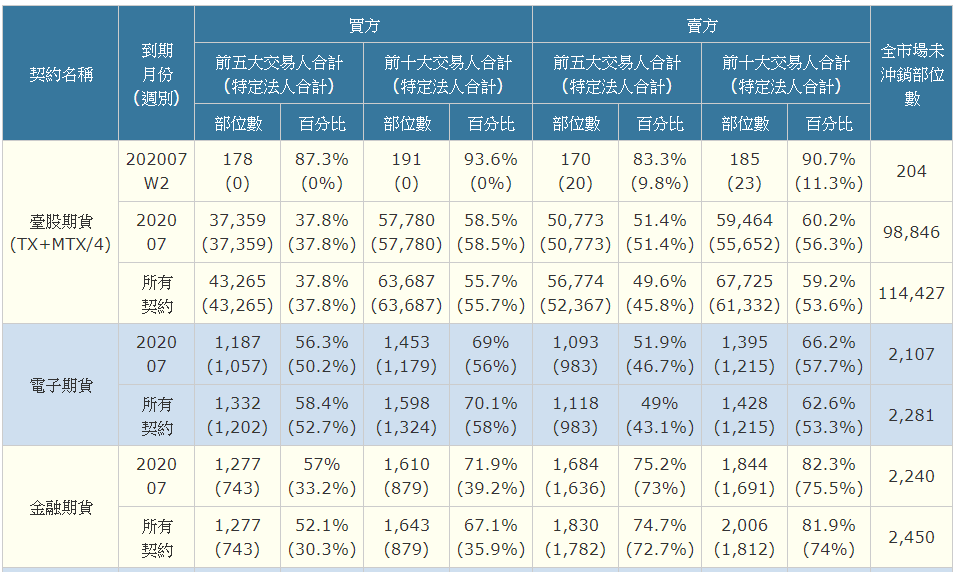 契約名稱
到期
月份
(週別)
買方
賣方
全市場未
沖銷部位
數
前五大交易人合計
(特定法人合計)
前十大交易人合計
(特定法人合計)
前五大交易人合計
(特定法人合計)
前十大交易人合計
(特定法人合計)
部位數 百分比 部位數 百分比 部位數 百分比 部位數 百分比
臺股期貨
(TX+MTX/4)
202007 178 87.3% 191 93.6% 170 83.3% 185 90.7% 204
W2 (0) (0%) (0) (0%) (20) (9.8%) (23) (11.3%)
2020 37,359 37.8% 57,780 58.5% 50,773 51.4% 59,464 60.2% 98,846
07 (37,359) (37.8%) (57,780) (58.5%) (50,773) (51.4%) (55,652) (56.3%)
所有 43,265 37.8% 63,687 55.7% 56,774 49.6% 67,725 59.2% 114,427
契約 (43,265) (37.8%) (63,687) (55.7%) (52,367) (45.8%) (61,332) (53.6%)
電子期貨
2020 1,187 56.3% 1,453 69% 1,093 51.9% 1,395 66.2% 2,107
07 (1,057) (50.2%) (1,179) (56%) (983) (46.7%) (1,215) (57.7%)
所有 1,332 58.4% 1,598 70.1% 1,118 49% 1,428 62.6% 2,281
契約 (1,202) (52.7%) (1,324) (58%) (983) (43.1%) (1,215) (53.3%)
金融期貨
2020 1,277 57% 1,610 71.9% 1,684 75.2% 1,844 82.3% 2,240
07 (743) (33.2%) (879) (39.2%) (1,636) (73%) (1,691) (75.5%)
所有 1,277 52.1% 1,643 67.1% 1,830 74.7% 2,006 81.9% 2,450
契約 (743) (30.3%) (879) (35.9%) (1,782) (72.7%) (1,812) (74%)